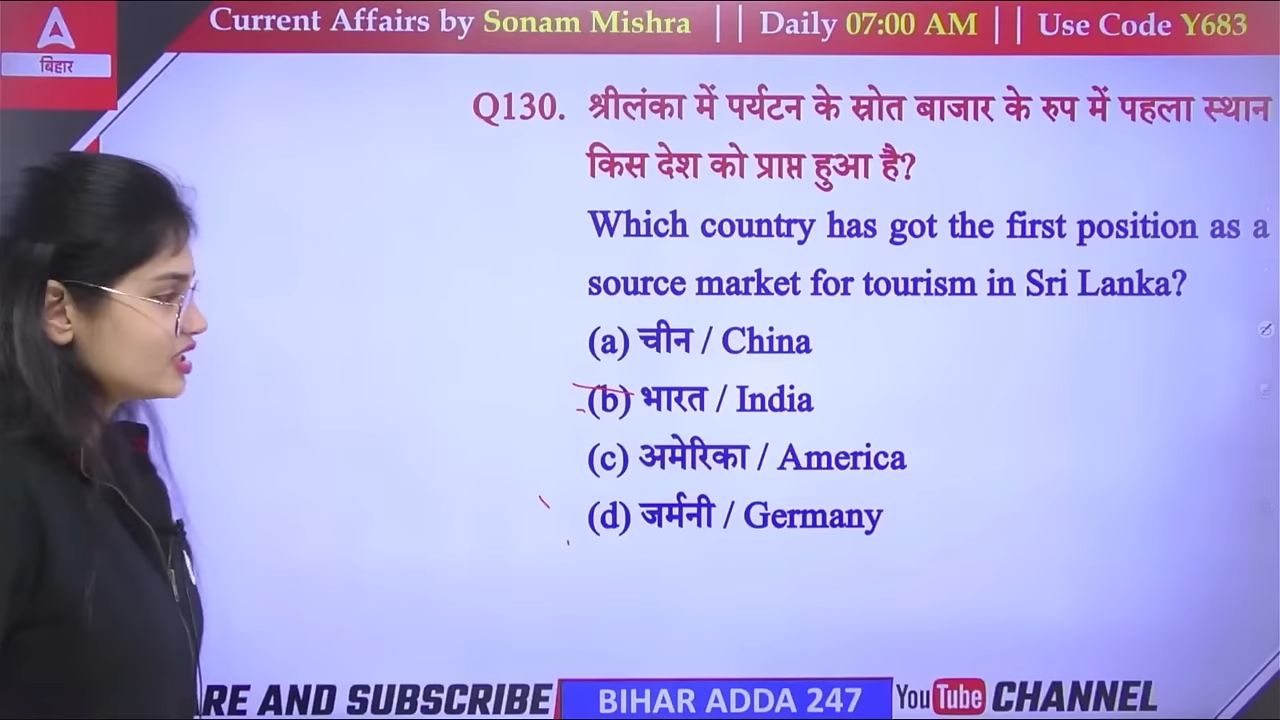 Current Affairs by Sonam Mishra || Daily 07:00 AM || Use Code Y683
A
बिहार
Q130. श्रीलंका में पर्यटन के स्रोत बाजार के रुप में पहला स्थान
किस देश को प्राप्त हुआ है?
Which country has got the first position as a
source market for tourism in Sri Lanka?
(a) चीन / China
(b) भारत / India
(c) अमेरिका / America
(d) जर्मनी / Germany
RE AND SUBSCRIBE BIHAR ADDA 247 YouTube CHANNEL